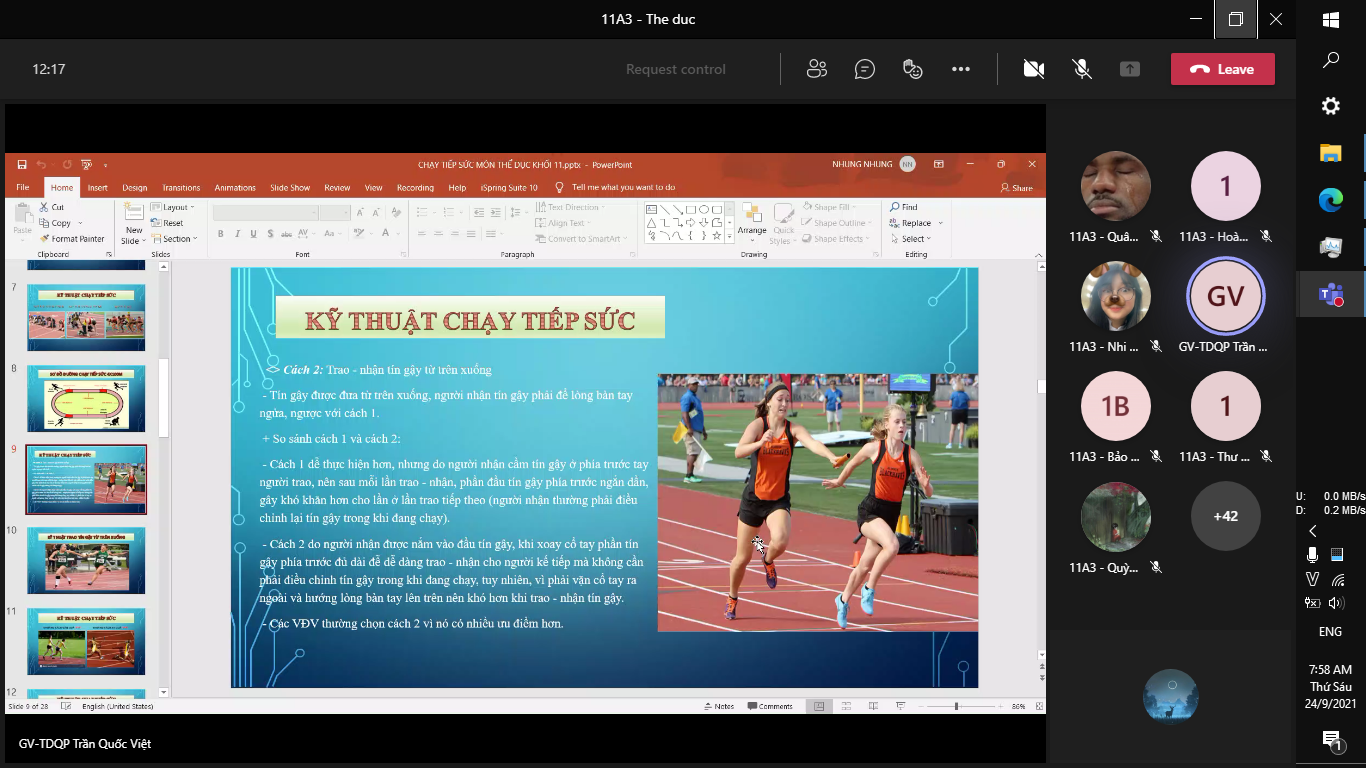 11A3 - The duc
12:17
Request control
Leave
CHẠY TIẾP SỨC MÔN THỂ DỤC KHỐI 11.pptx - PowerPoint
NHUNG NHUNG
NN
File Home Insert Design Transitions Animations Slide Show Review View Recording Help iSpring Suite 10 Tell me what you want to do
Share
Paste
Cut
Copy
Format Painter
Clipboard
New
Slide
Layout
Reset
Section
Slides
Font
Text Direction
Align Text
Convert to SmartArt
Paragraph
Arrange
Quick
Styles
Shape Fill
Shape Outline
Shape Effects
Drawing
Find
Replace
Select
Editing
7
KỸ THUẬT CHẠY TIẾP SỨC
8
9
KỸ THUẬT CHẠY TIẾP SỨC
10
11
KỸ THUẬT CHẠY TIẾP SỨC
12
KỸ THUẬT CHẠY TIẾP SỨC
<> Cách 2: Trao - nhận tín gậy từ trên xuống
- Tín gậy được đưa từ trên xuống, người nhận tín gậy phải để lòng bàn tay
ngửa, ngược với cách 1.
+ So sánh cách 1 và cách 2:
- Cách 1 dễ thực hiện hơn, nhưng do người nhận cầm tín gậy ở phía trước tay
người trao, nên sau mỗi lần trao - nhận, phần đầu tín gậy phía trước ngắn dần,
gây khó khăn hơn cho lần ở lần trao tiếp theo (người nhận thường phải điều
chỉnh lại tín gậy trong khi đang chạy).
- Cách 2 do người nhận được nắm vào đầu tín gậy, khi xoay cổ tay phần tín
gậy phía trước đủ dài để dễ dàng trao - nhận cho người kế tiếp mà không cần
phải điều chỉnh tín gậy trong khi đang chạy, tuy nhiên, vì phải vặn cổ tay ra
ngoài và hướng lòng bàn tay lên trên nên khó hơn khi trao - nhận tín gậy.
- Các VĐV thường chọn cách 2 vì nó có nhiều ưu điểm hơn.
Slide 9 of 28
English (United States)
Notes
Comments
86%
GV-TDQP Trần Quốc Việt
11A3 - Quâ...
1
11A3 - Hoà...
11A3 - Nhi ...
GV
GV-TDQP Trần ...
1B
11A3 - Bảo ...
1
11A3 - Thư ...
11A3 - Quỳ...
+42
U: 0.0 MB/s
D: 0.2 MB/s
ENG
7:58 AM
Thứ Sáu
24/9/2021
1